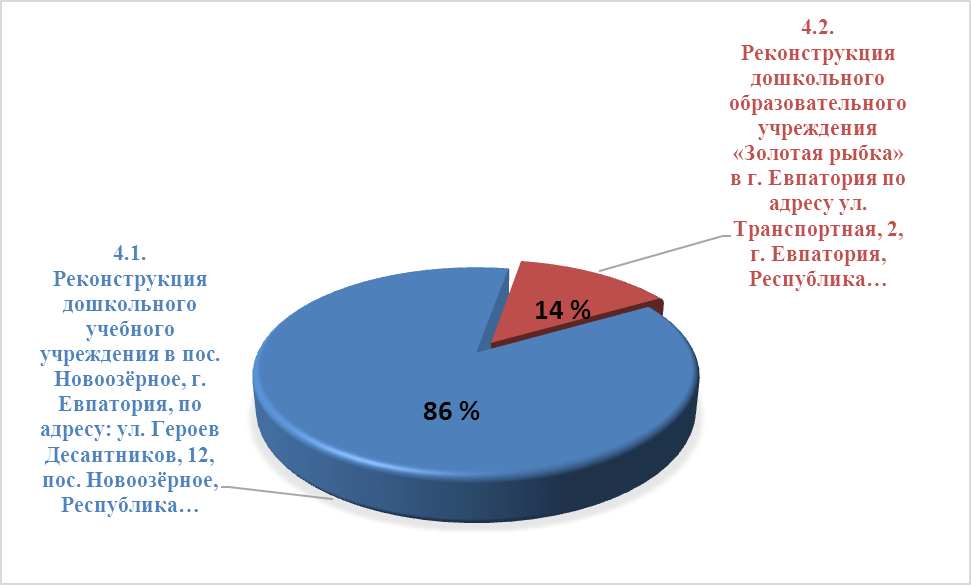 4.2.
Реконструкция
дошкольного
образовательного
учреждения
«Золотая рыбка»
в г. Евпатория по
адресу ул.
Транспортная, 2,
г. Евпатория,
Республика…
4.1.
Реконструкция
дошкольного
учебного
учреждения в пос.
Новоозёрное, г.
Евпатория, по
адресу: ул. Героев
Десантников, 12,
пос. Новоозёрное,
Республика…
14 %
86 %